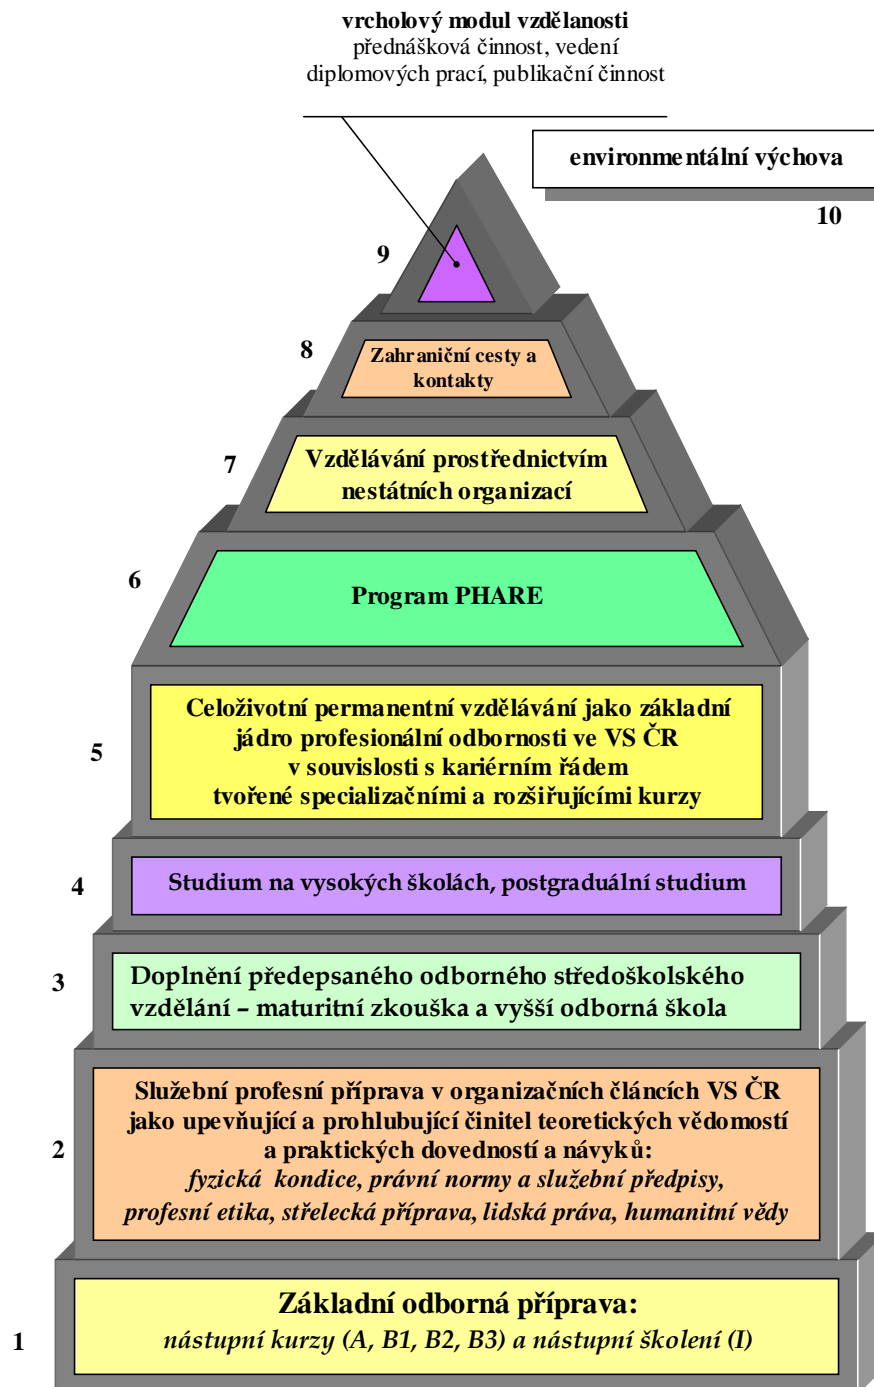 vrcholový modul vzdělanosti
přednášková činnost, vedení
diplomových prací, publikační činnost
environmentální výchova
10
9
8
Zahraniční cesty a
kontakty
7
Vzdělávání prostřednictvím
nestátních organizací
6
Program PHARE
5
Celoživotní permanentní vzdělávání jako základní
jádro profesionální odbornosti ve VS ČR
v souvislosti s kariérním řádem
tvořené specializačními a rozšiřujícími kurzy
4
Studium na vysokých školách, postgraduální studium
3
Doplnění předepsaného odborného středoškolského
vzdělání – maturitní zkouška a vyšší odborná škola
2
Služební profesní příprava v organizačních článcích VS ČR
jako upevňující a prohlubující činitel teoretických vědomostí
a praktických dovedností a návyků:
fyzická kondice, právní normy a služební předpisy,
profesní etika, střelecká příprava, lidská práva, humanitní vědy
1
Základní odborná příprava:
nástupní kurzy (A, B1, B2, B3) a nástupní školení (I)